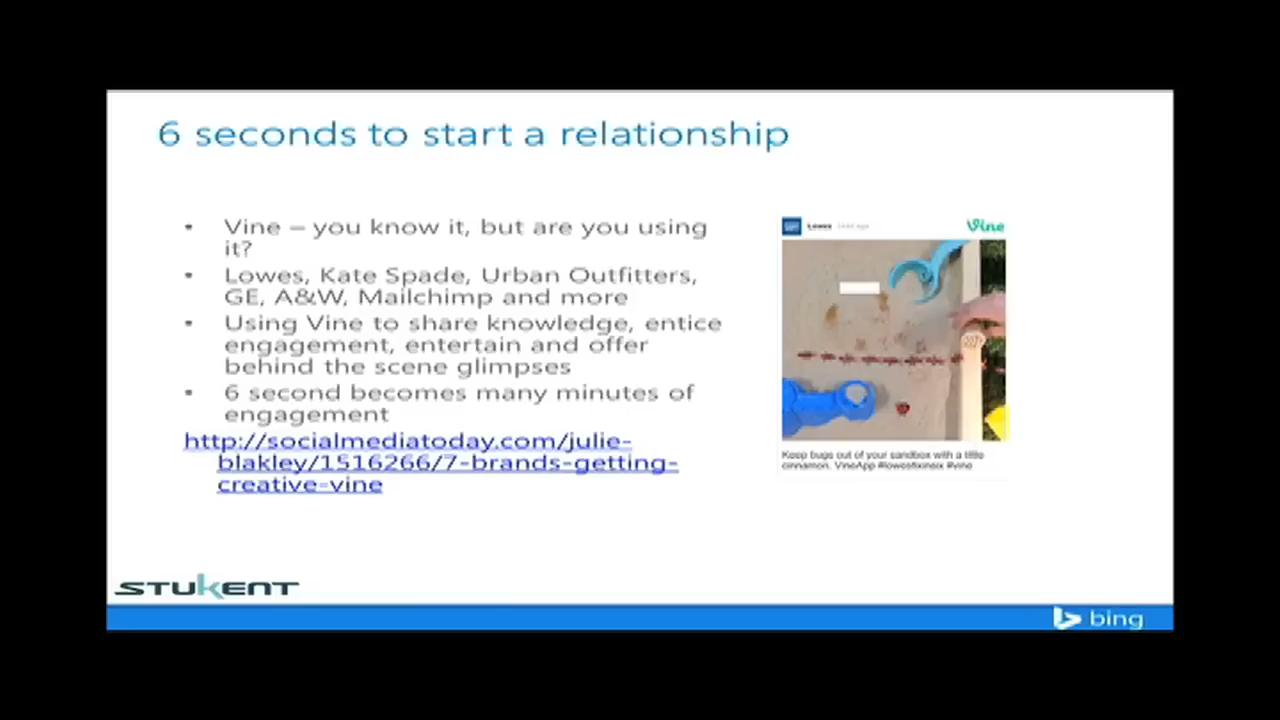 6 seconds to start a relationship
• Vine – you know it, but are you using
it?
• Lowes, Kate Spade, Urban Outfitters,
GE, A&W, Mailchimp and more
• Using Vine to share knowledge, entice
engagement, entertain and offer
behind the scene glimpses
• 6 second becomes many minutes of
engagement
http://socialmediatoday.com/julie-
blakley/1516266/7-brands-getting-
creative-vine
Lowes
Vine
Keep bugs out of your sandbox with a little
cinnamon. VineApp #lowesfixinsix #vine
STUKENT
bing